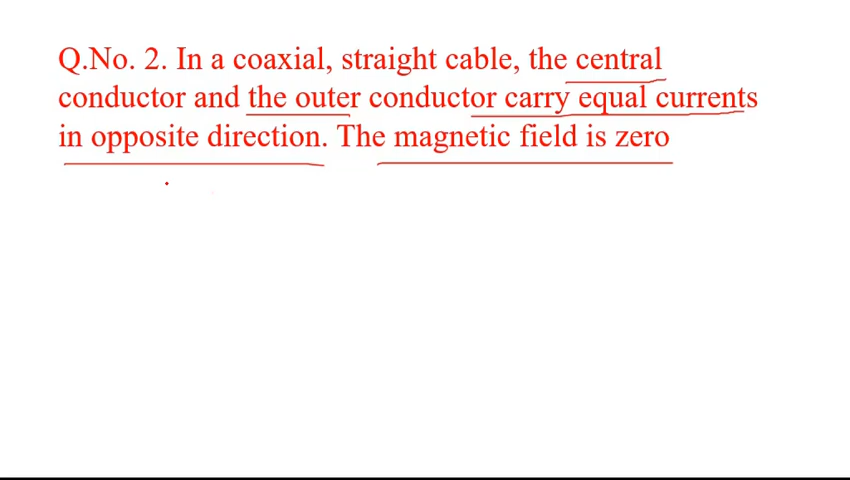 Q.No. 2. In a coaxial, straight cable, the central
conductor and the outer conductor carry equal currents
in opposite direction. The magnetic field is zero